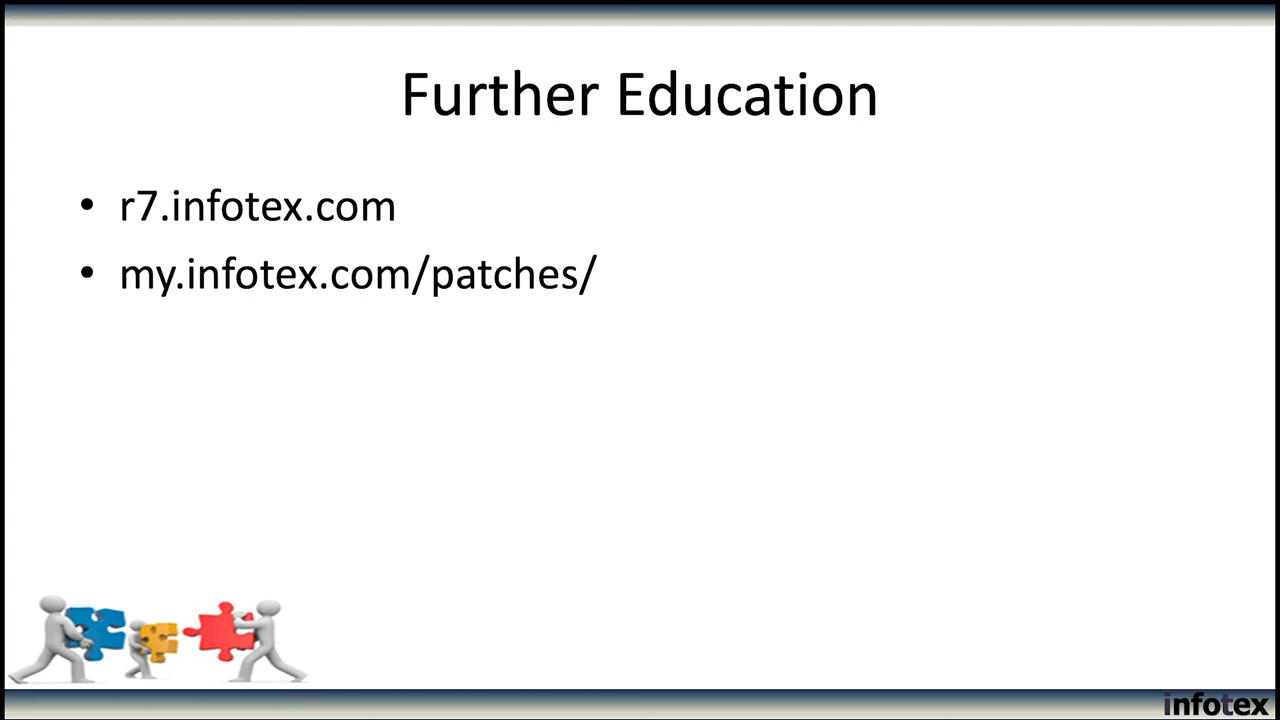 Further Education
• r7.infotex.com
• my.infotex.com/patches/
infotex